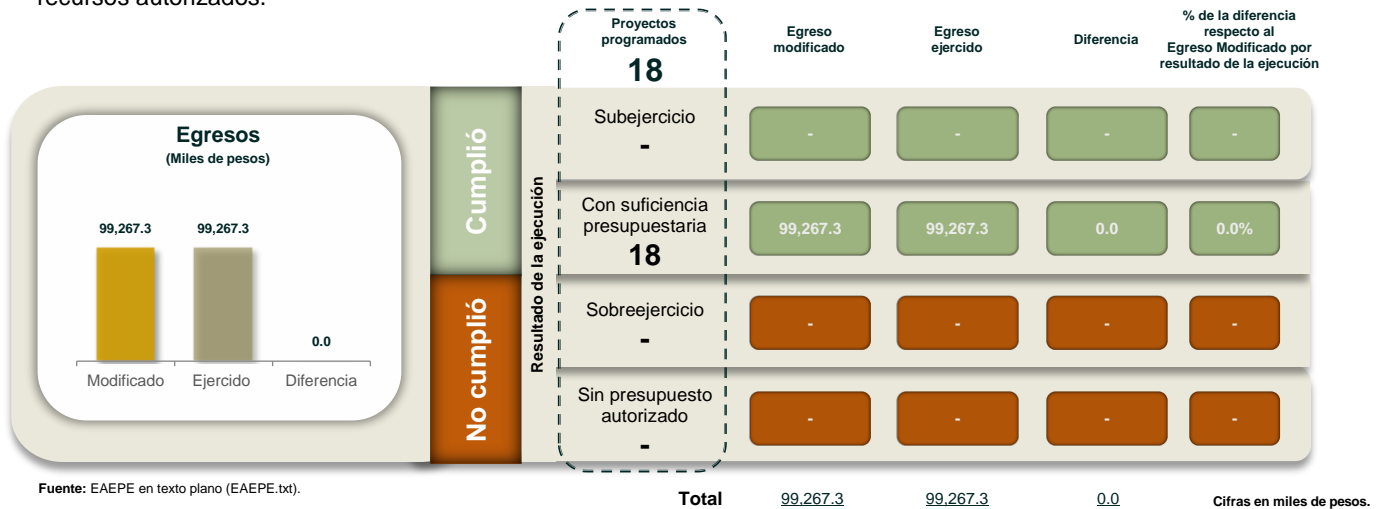 recursos autorizados.
Proyectos
programados
18
Egreso
modificado
Egreso
ejercido
Diferencia
% de la diferencia
respecto al
Egreso Modificado por
resultado de la ejecución
Egresos
(Miles de pesos)
99,267.3
99,267.3
0.0
Modificado
Ejercido
Diferencia
Cumplió
No cumplió
Resultado de la ejecución
Subejercicio
-
-
-
-
-
Con suficiencia
presupuestaria
18
99,267.3
99,267.3
0.0
0.0%
Sobreejercicio
-
-
-
-
-
Sin presupuesto
autorizado
-
-
-
-
-
Fuente: EAEPE en texto plano (EAEPE.txt).
Total
99,267.3
99,267.3
0.0
Cifras en miles de pesos.